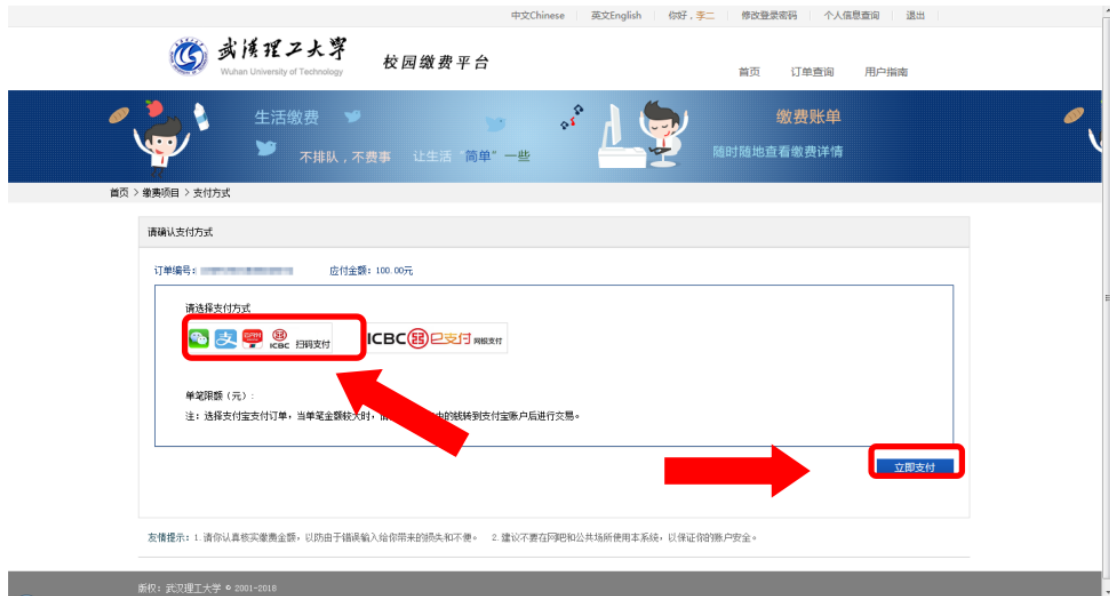 中文Chinese 英文English 你好，李二 修改登录密码 个人信息查询 退出
武汉理工大学
Wuhan University of Technology
校园缴费平台
首页 订单查询 用户指南
生活缴费
不排队，不费事 让生活“简单”一些
缴费账单
随时随地查看缴费详情
首页 > 缴费项目 > 支付方式
请确认支付方式
订单编号： 应付金额：100.00元
请选择支付方式
ICBC 扫码支付 ICBC e支付 网银支付
单笔限额（元）：
注：选择支付宝支付订单，当单笔金额较大时， 中的钱转到支付宝账户后进行交易。
立即支付
友情提示：1.请你认真核实缴费金额，以防由于错误输入给你带来的损失和不便。 2.建议不要在网吧和公共场所使用本系统，以保证你的账户安全。
版权：武汉理工大学 © 2001-2018